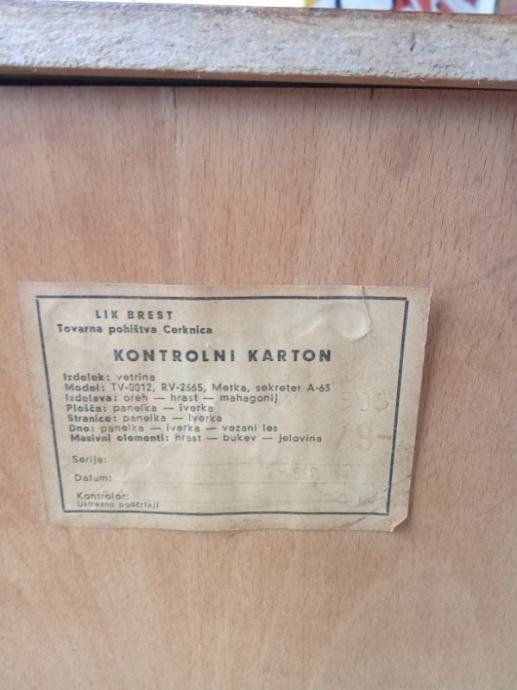 LIK BREST
Tovarna pohištva Cerknica
KONTROLNI KARTON
Izdelek: vetrina
Model: TV-0012, RV-2665, Metka, sekreter A-63
Izdelava: oreh — hrast — mahagonij
Plošča: panelka — iverka
Stranice: panelka — iverka
Dno: panelka — iverka — vezani les
Masivni elementi: hrast — bukev — jelovina
Serija:
Datum:
Kontrolor:
Ustrezno podčrtaj!